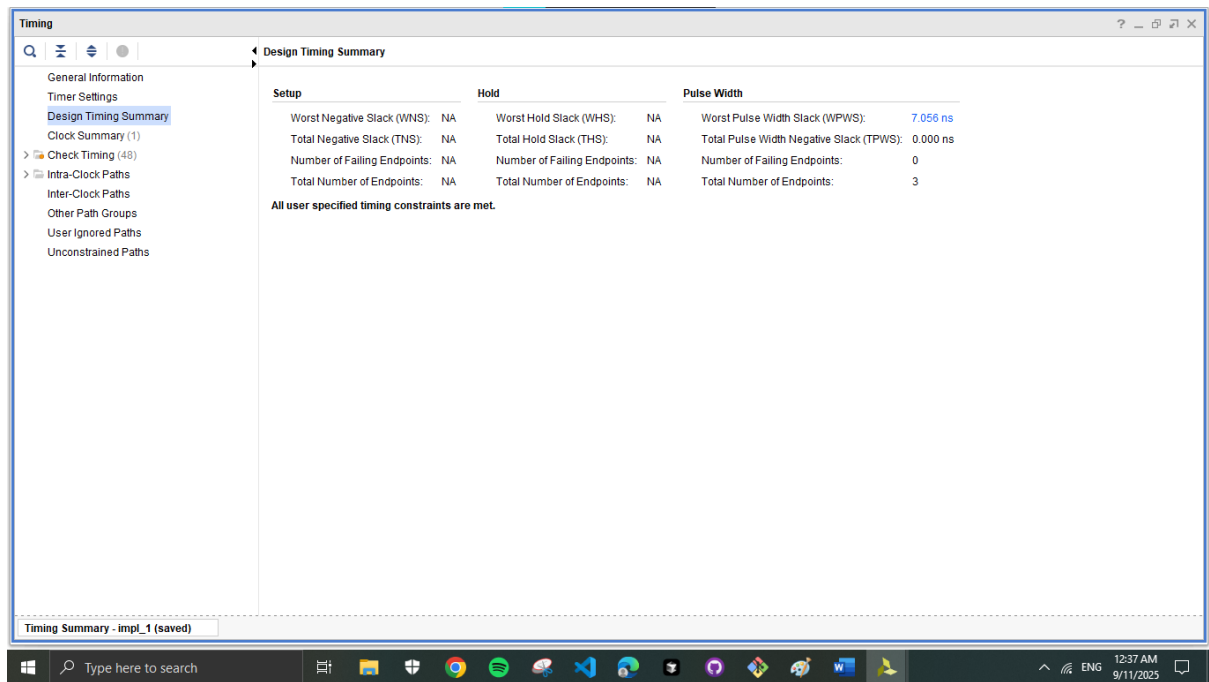 Timing
Design Timing Summary
General Information
Timer Settings
Design Timing Summary
Clock Summary (1)
Check Timing (48)
Intra-Clock Paths
Inter-Clock Paths
Other Path Groups
User Ignored Paths
Unconstrained Paths
Setup Hold Pulse Width
Worst Negative Slack (WNS): NA Worst Hold Slack (WHS): NA Worst Pulse Width Slack (WPWS): 7.056 ns
Total Negative Slack (TNS): NA Total Hold Slack (THS): NA Total Pulse Width Negative Slack (TPWS): 0.000 ns
Number of Failing Endpoints: NA Number of Failing Endpoints: NA Number of Failing Endpoints: 0
Total Number of Endpoints: NA Total Number of Endpoints: NA Total Number of Endpoints: 3
All user specified timing constraints are met.
Timing Summary - impl_1 (saved)
Type here to search
ENG
12:37 AM
9/11/2025